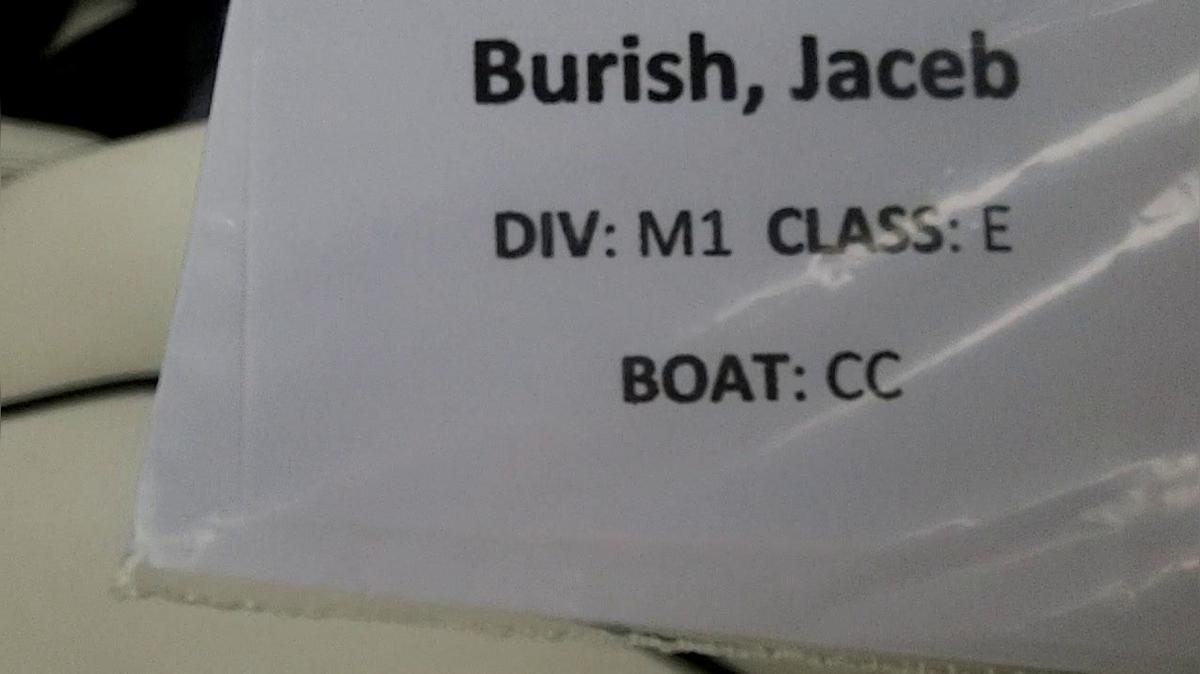 Burish, Jaceb
DIV: M1 CLASS: E
BOAT: CC